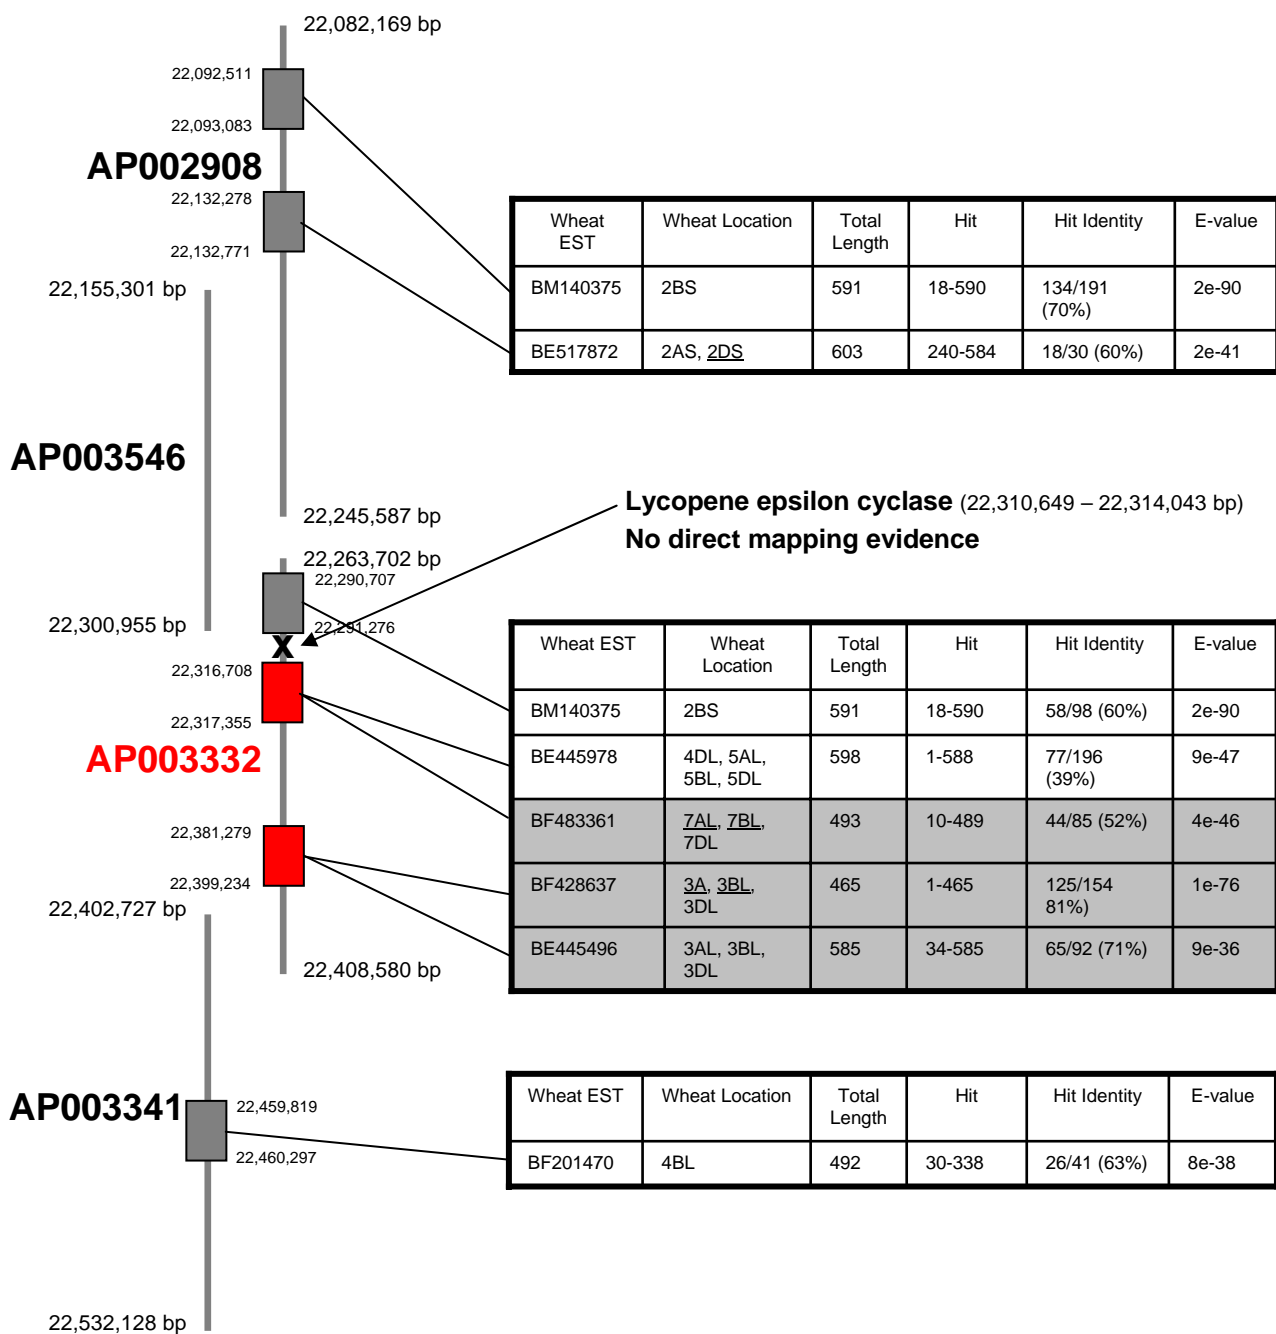 22,082,169 bp
22,092,511
22,093,083
AP002908
22,132,278
22,132,771
22,155,301 bp
Wheat EST Wheat Location Total Length Hit Hit Identity E-value
BM140375 2BS 591 18-590 134/191 (70%) 2e-90
BE517872 2AS, 2DS 603 240-584 18/30 (60%) 2e-41
AP003546
22,245,587 bp
Lycopene epsilon cyclase (22,310,649 – 22,314,043 bp)
No direct mapping evidence
22,263,702 bp
22,290,707
22,291,276
22,300,955 bp
X
22,316,708
22,317,355
AP003332
22,381,279
22,399,234
22,402,727 bp
22,408,580 bp
Wheat EST Wheat Location Total Length Hit Hit Identity E-value
BM140375 2BS 591 18-590 58/98 (60%) 2e-90
BE445978 4DL, 5AL, 5BL, 5DL 598 1-588 77/196 (39%) 9e-47
BF483361 7AL, 7BL, 7DL 493 10-489 44/85 (52%) 4e-46
BF428637 3A, 3BL, 3DL 465 1-465 125/154 81%) 1e-76
BE445496 3AL, 3BL, 3DL 585 34-585 65/92 (71%) 9e-36
AP003341
22,459,819
22,460,297
Wheat EST Wheat Location Total Length Hit Hit Identity E-value
BF201470 4BL 492 30-338 26/41 (63%) 8e-38
22,532,128 bp